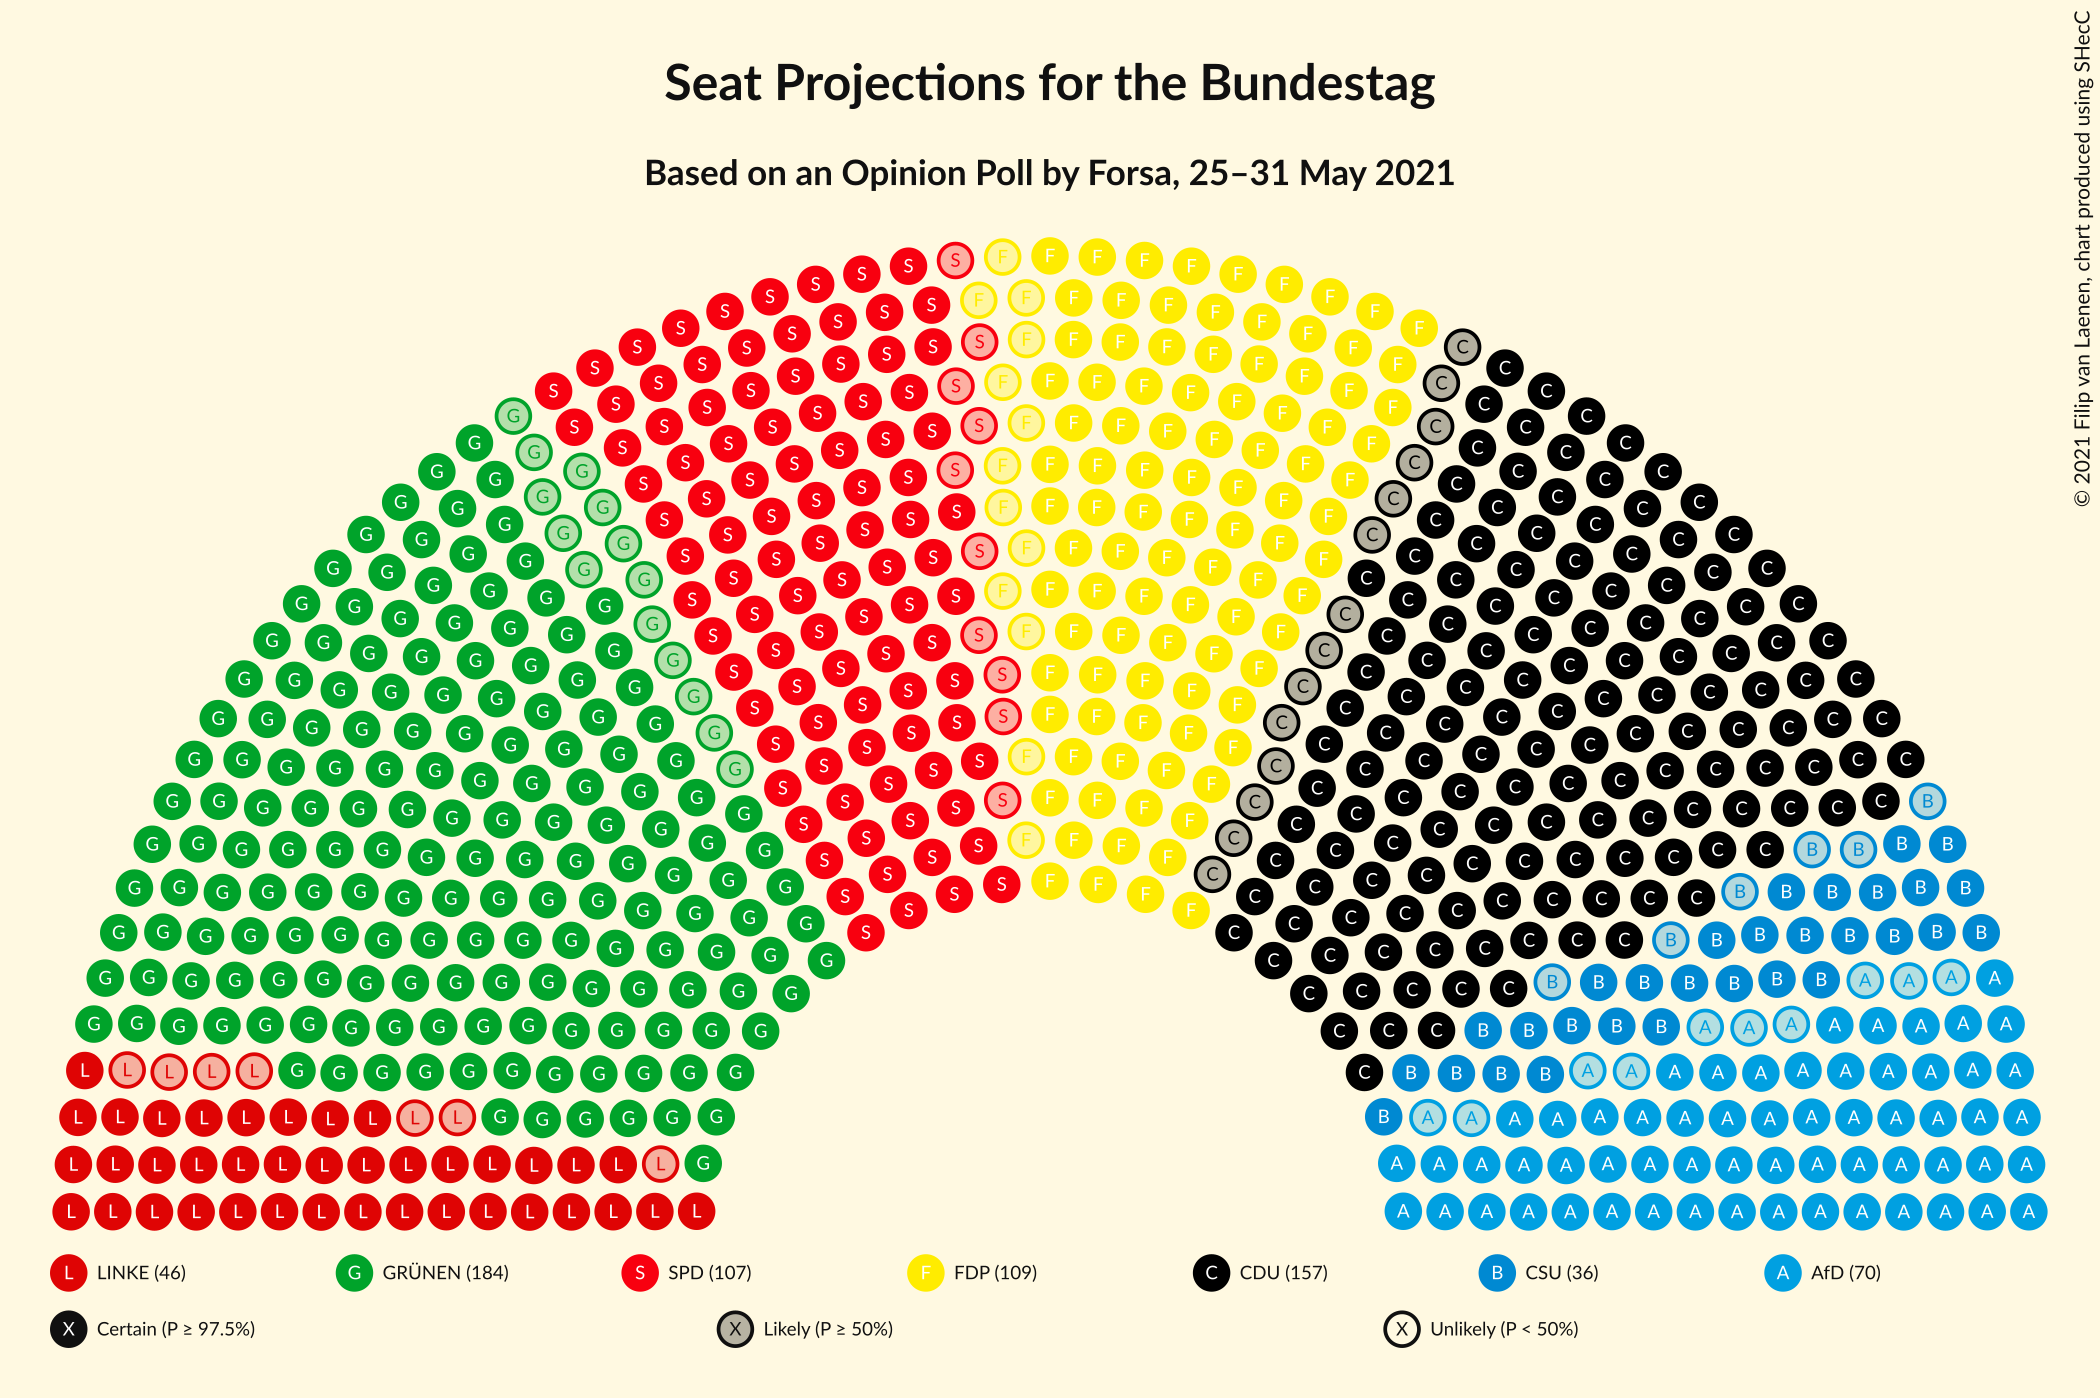 Seat Projections for the Bundestag
Based on an Opinion Poll by Forsa, 25–31 May 2021
© 2021 Filip van Laenen, chart produced using SHecC
L LINKE (46) G GRÜNEN (184) S SPD (107) F FDP (109) C CDU (157) B CSU (36) A AfD (70)
X Certain (P ≥ 97.5%) X Likely (P ≥ 50%) X Unlikely (P < 50%)